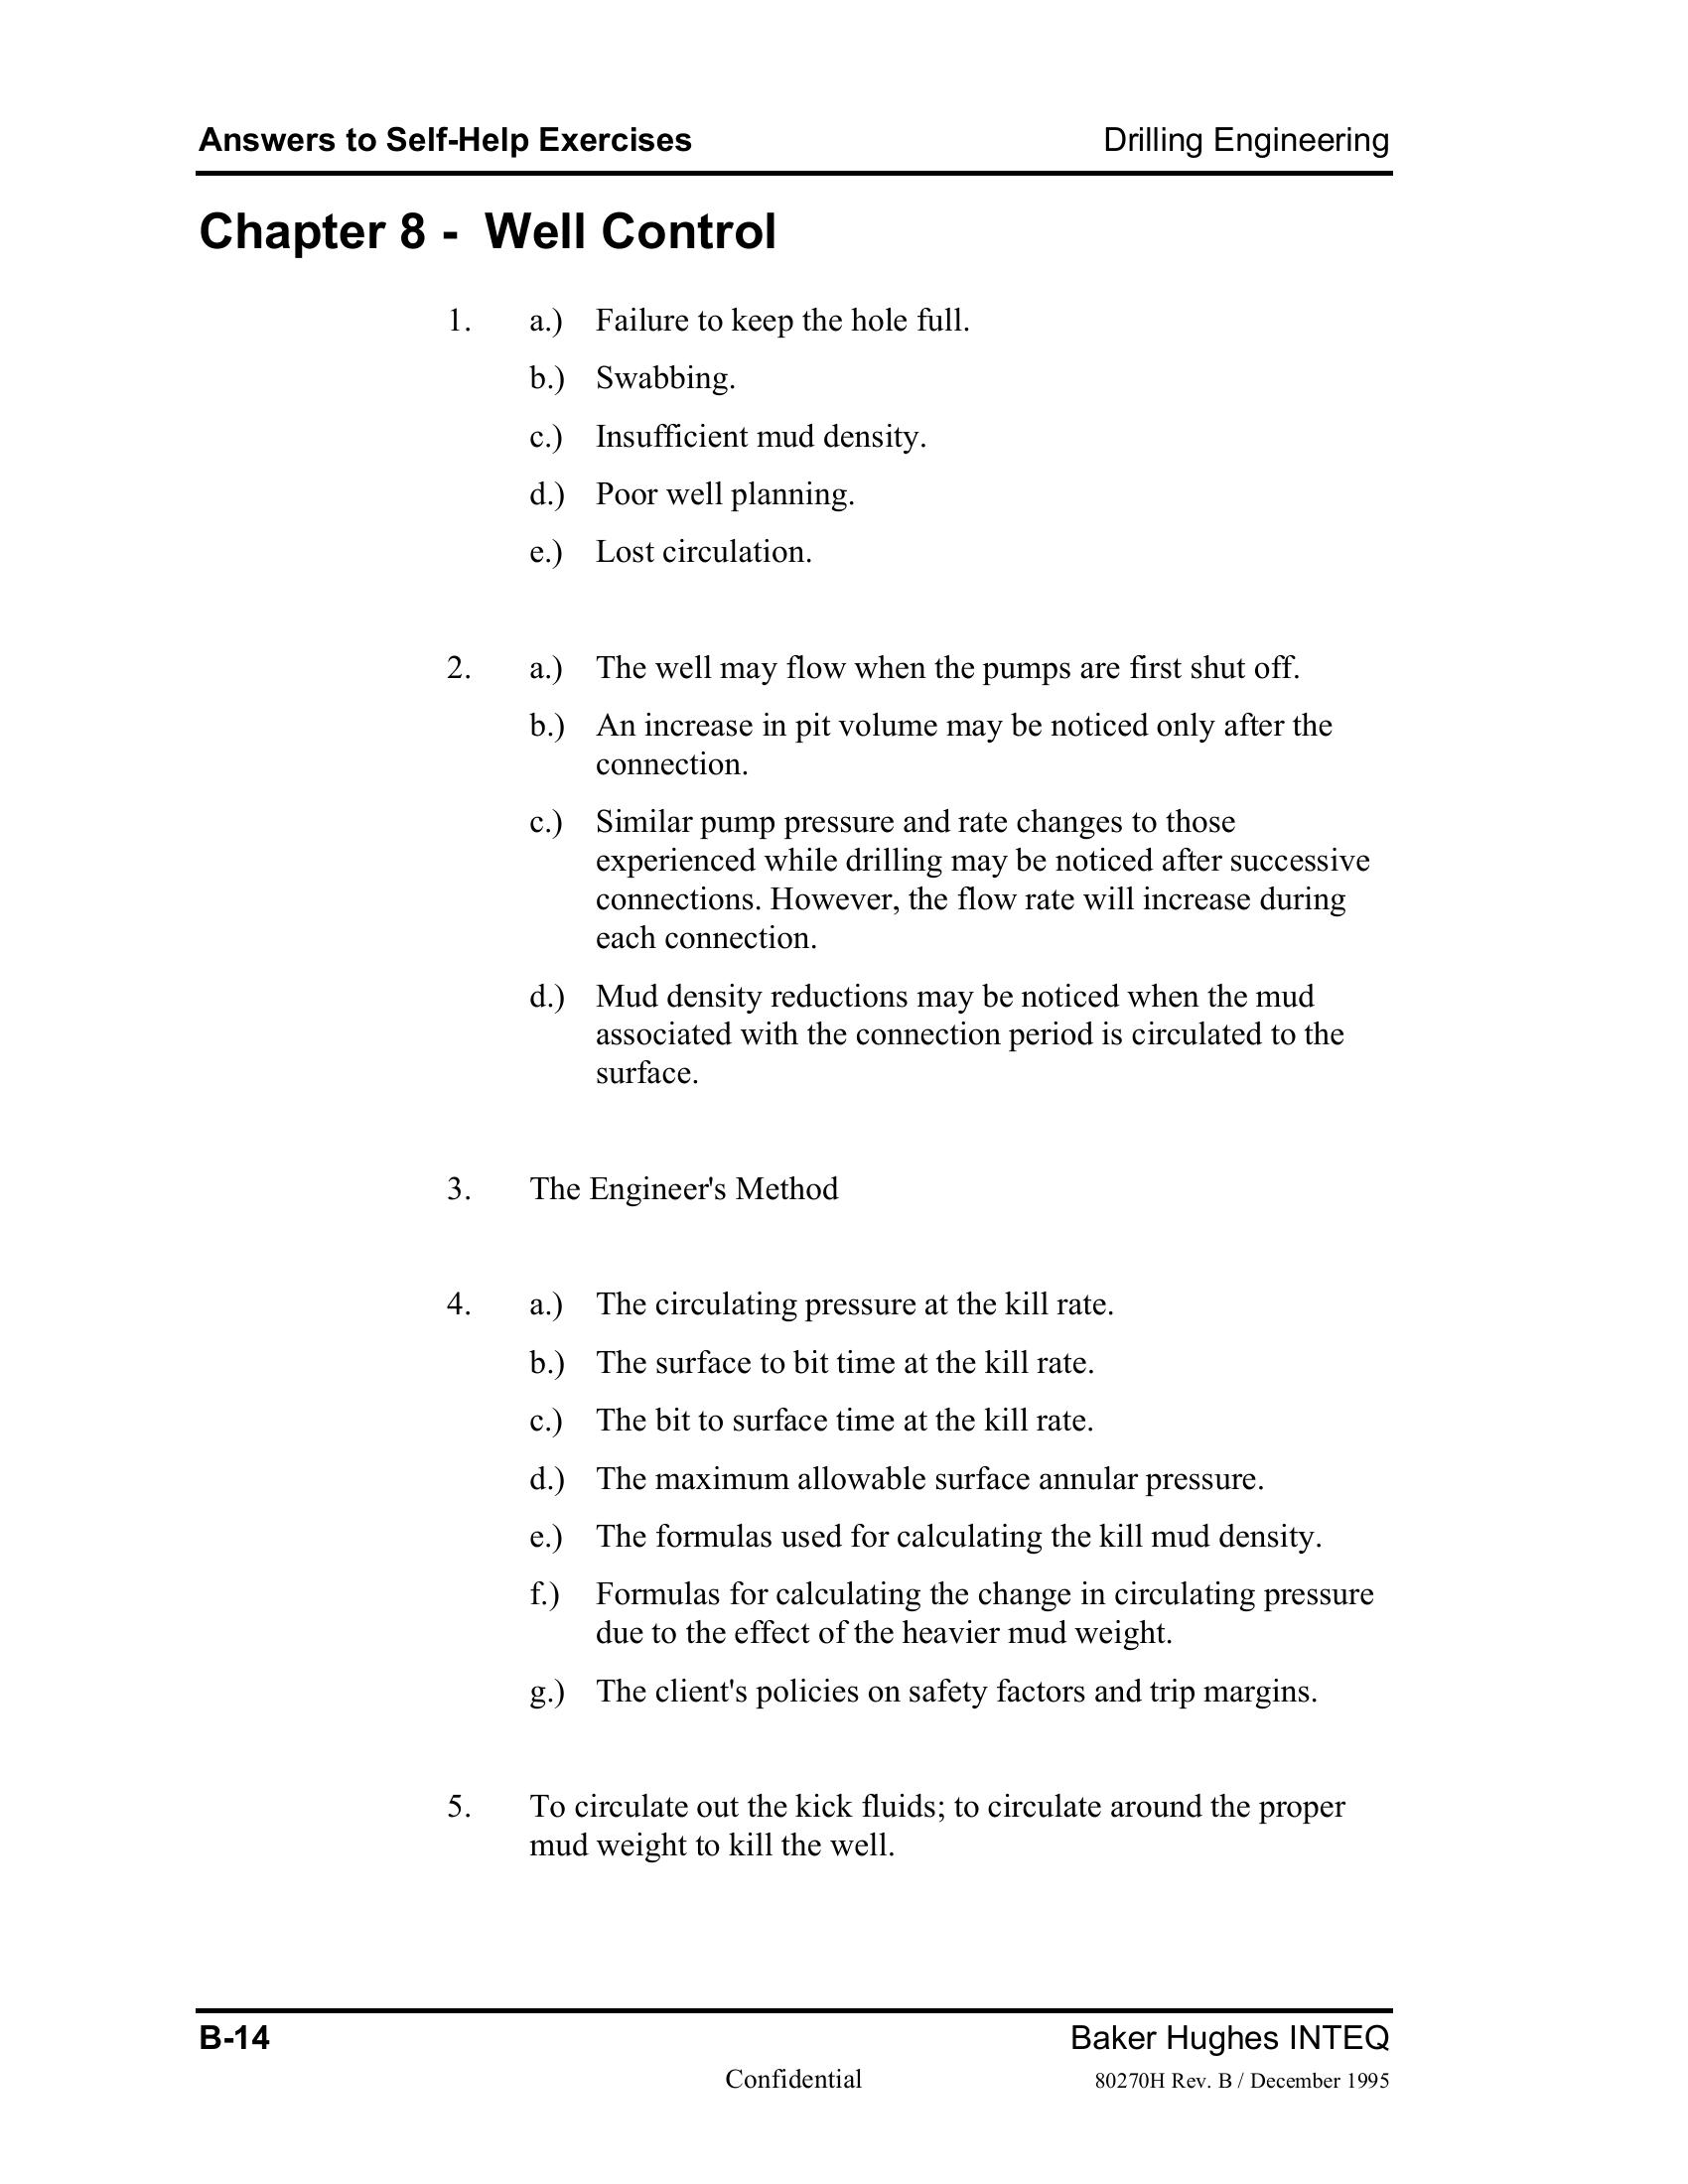 Answers to Self-Help Exercises Drilling Engineering
Chapter 8 - Well Control
1. a.) Failure to keep the hole full.
b.) Swabbing.
c.) Insufficient mud density.
d.) Poor well planning.
e.) Lost circulation.
2. a.) The well may flow when the pumps are first shut off.
b.) An increase in pit volume may be noticed only after the
connection.
c.) Similar pump pressure and rate changes to those
experienced while drilling may be noticed after successive
connections. However, the flow rate will increase during
each connection.
d.) Mud density reductions may be noticed when the mud
associated with the connection period is circulated to the
surface.
3. The Engineer's Method
4. a.) The circulating pressure at the kill rate.
b.) The surface to bit time at the kill rate.
c.) The bit to surface time at the kill rate.
d.) The maximum allowable surface annular pressure.
e.) The formulas used for calculating the kill mud density.
f.) Formulas for calculating the change in circulating pressure
due to the effect of the heavier mud weight.
g.) The client's policies on safety factors and trip margins.
5. To circulate out the kick fluids; to circulate around the proper
mud weight to kill the well.
B-14 Baker Hughes INTEQ
Confidential 80270H Rev. B / December 1995